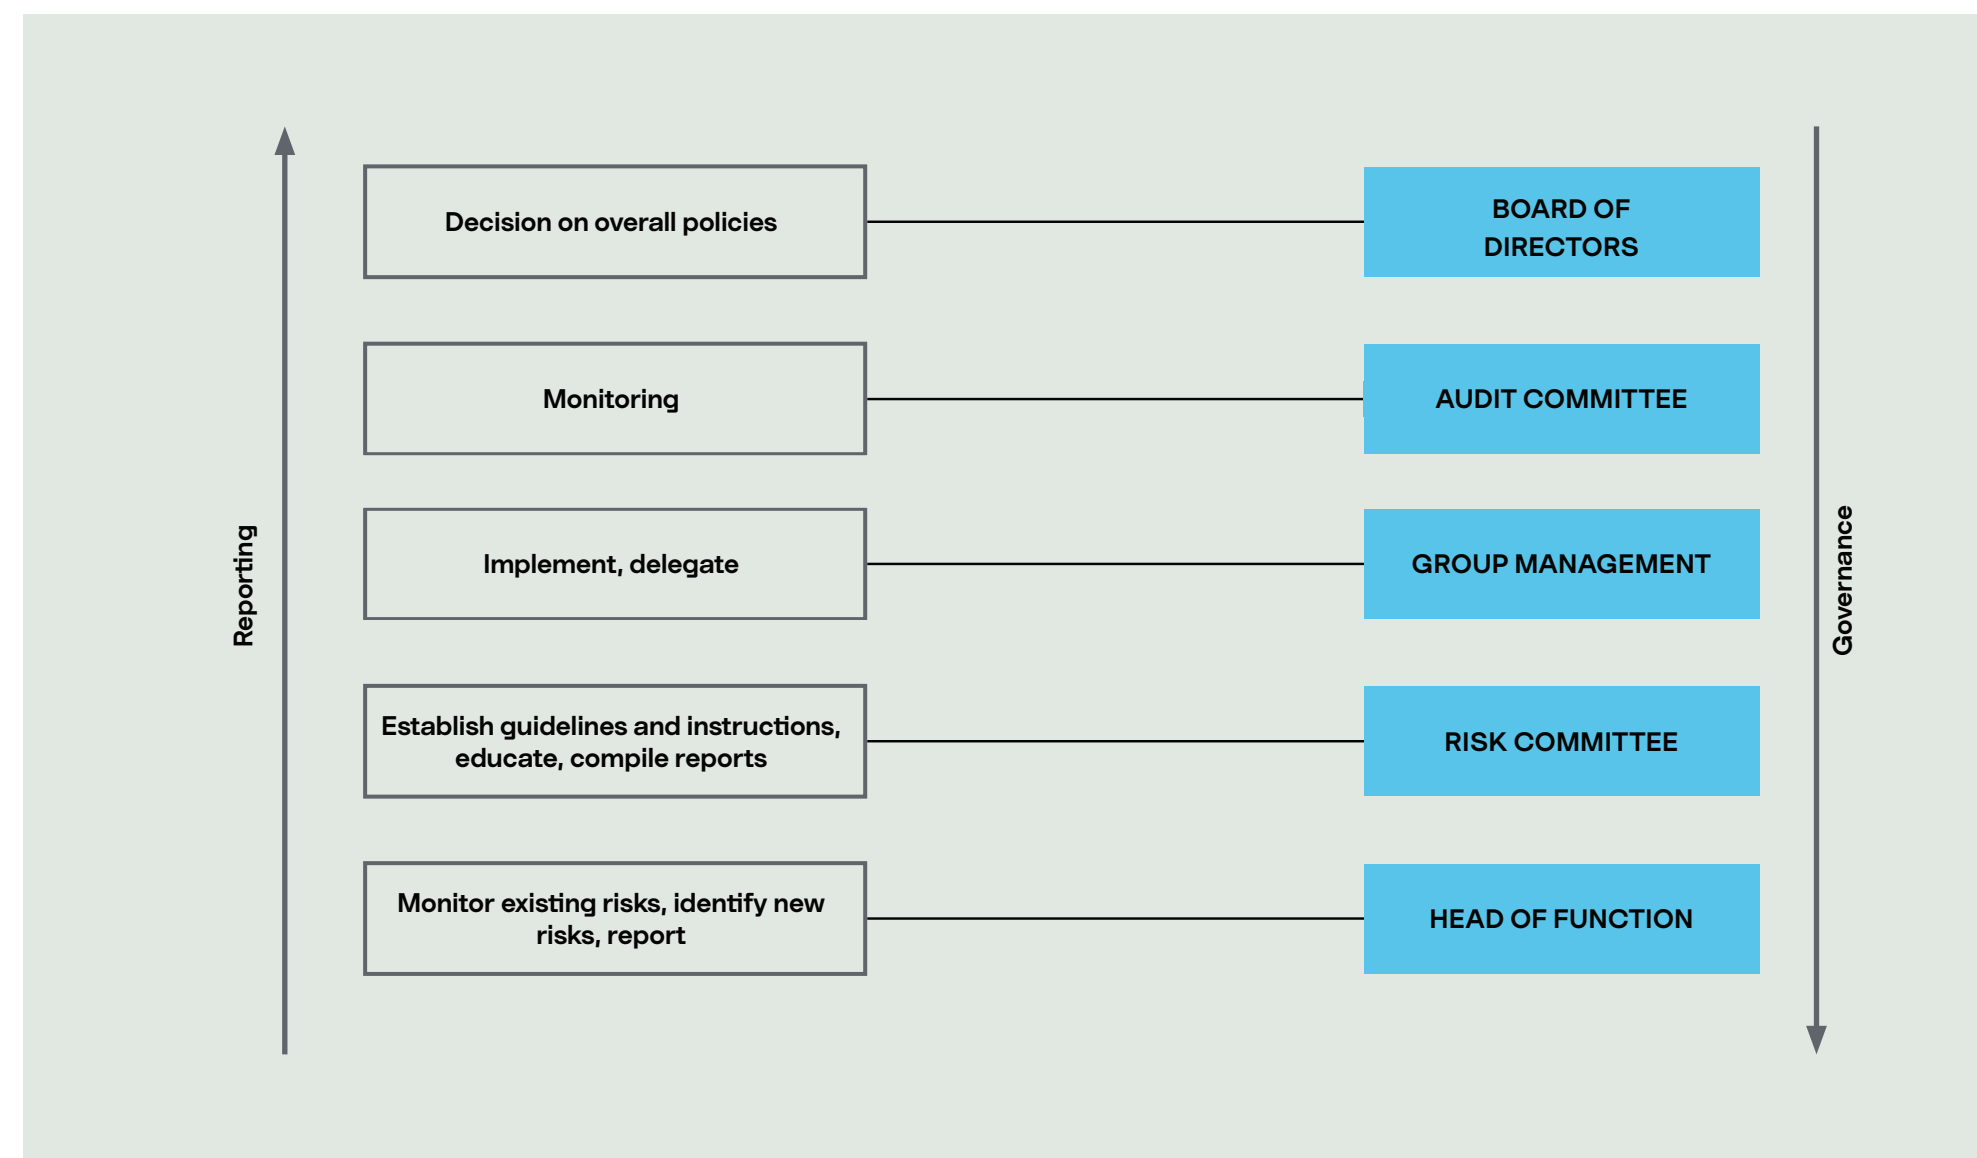 Decision on overall policies
BOARD OF
DIRECTORS
Monitoring
AUDIT COMMITTEE
Implement, delegate
GROUP MANAGEMENT
Reporting
Governance
Establish guidelines and instructions,
educate, compile reports
RISK COMMITTEE
Monitor existing risks, identify new
risks, report
HEAD OF FUNCTION